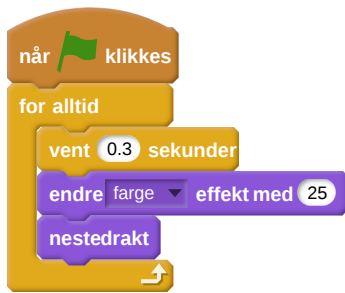 når klikkes
for alltid
vent 0.3 sekunder
endre farge effekt med 25
nestedrakt